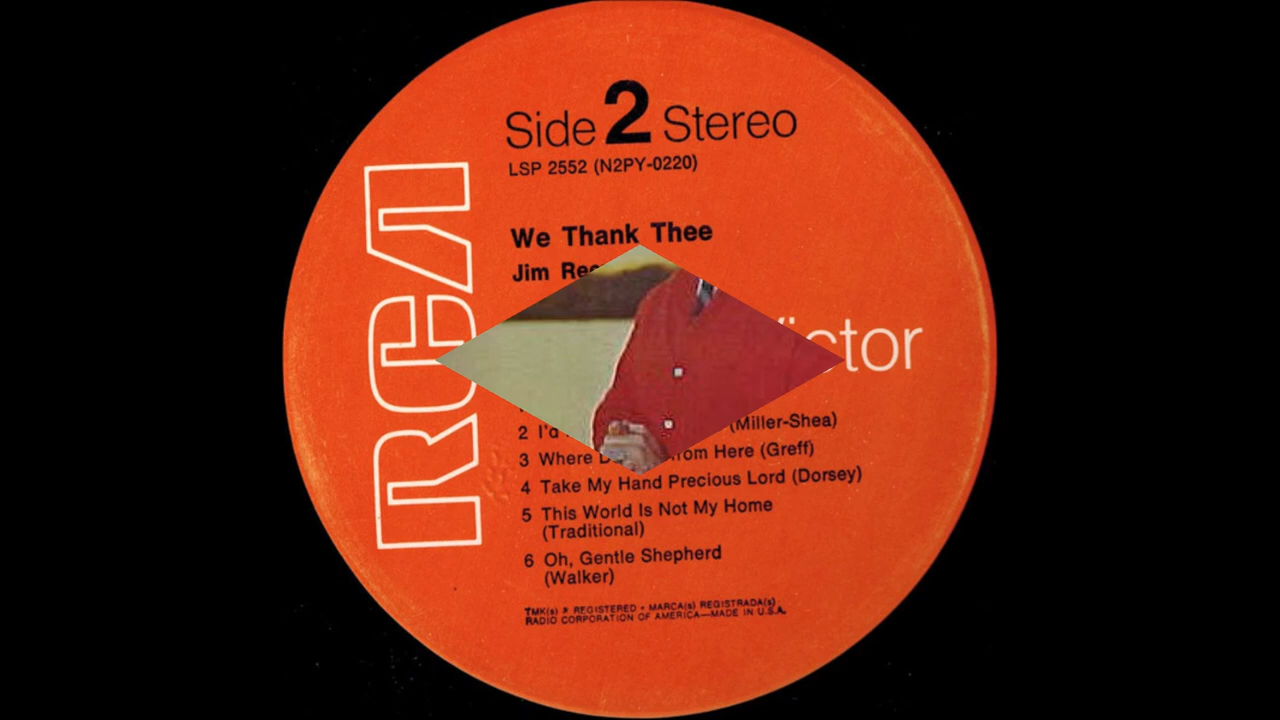 Side 2 Stereo
LSP 2552 (N2PY-0220)
We Thank Thee
Jim
RCA
2 I'd (Miller-Shea)
3 Where from Here (Greff)
4 Take My Hand Precious Lord (Dorsey)
5 This World Is Not My Home
(Traditional)
6 Oh, Gentle Shepherd
(Walker)
TMK(s) ® REGISTERED • MARCA(s) REGISTRADA(s)
RADIO CORPORATION OF AMERICA—MADE IN U.S.A.